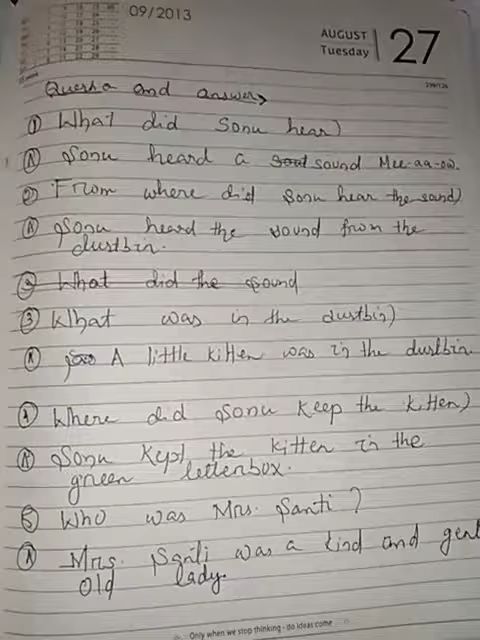 09/2013
AUGUST
Tuesday
27
Question and answer
① What did Sonu hear?
Ⓐ Sonu heard a sound Mee-aa-ow.
② From where did Sonu hear the sound?
Ⓐ Sonu heard the sound from the
dustbin.
③ What did the sound
③ What was in the dustbin?
Ⓐ A little kitten was in the dustbin
④ Where did Sonu keep the kitten?
Ⓐ Sonu kept the kitten in the
green letterbox.
⑤ Who was Mrs. Santi?
Ⓐ Mrs. Santi was a kind and gent
old lady.
Only when we stop thinking - do ideas come